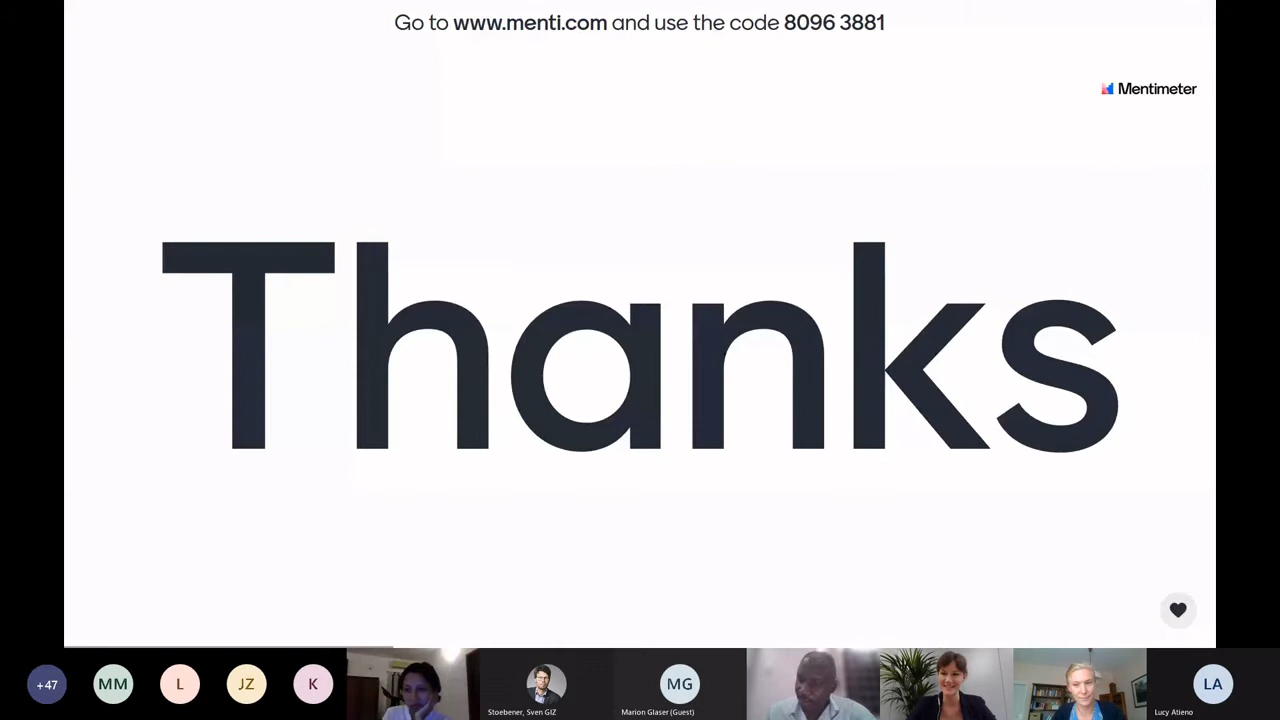 Go to www.menti.com and use the code 8096 3881
Mentimeter
Thanks
+47
MM
L
JZ
K
Stoebener, Sven GIZ
MG
Marion Glaser (Guest)
LA
Lucy Atieno